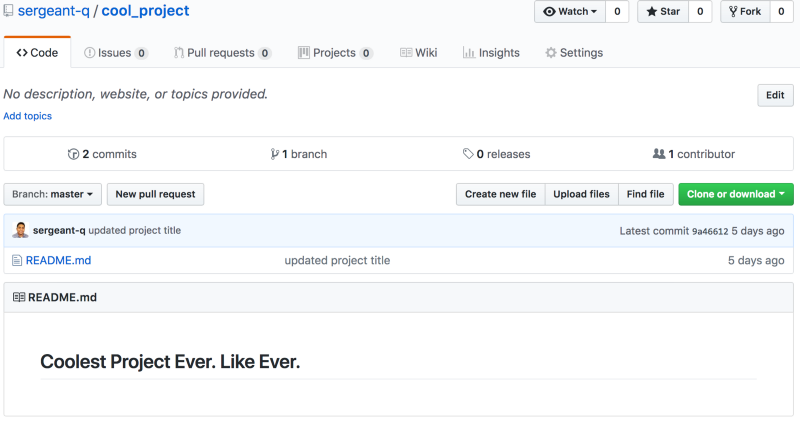 sergeant-q / cool_project
Watch 0 Star 0 Fork 0
Code Issues 0 Pull requests 0 Projects 0 Wiki Insights Settings
No description, website, or topics provided.
Edit
Add topics
2 commits 1 branch 0 releases 1 contributor
Branch: master New pull request Create new file Upload files Find file Clone or download
sergeant-q updated project title Latest commit 9a46612 5 days ago
README.md updated project title 5 days ago
README.md
Coolest Project Ever. Like Ever.